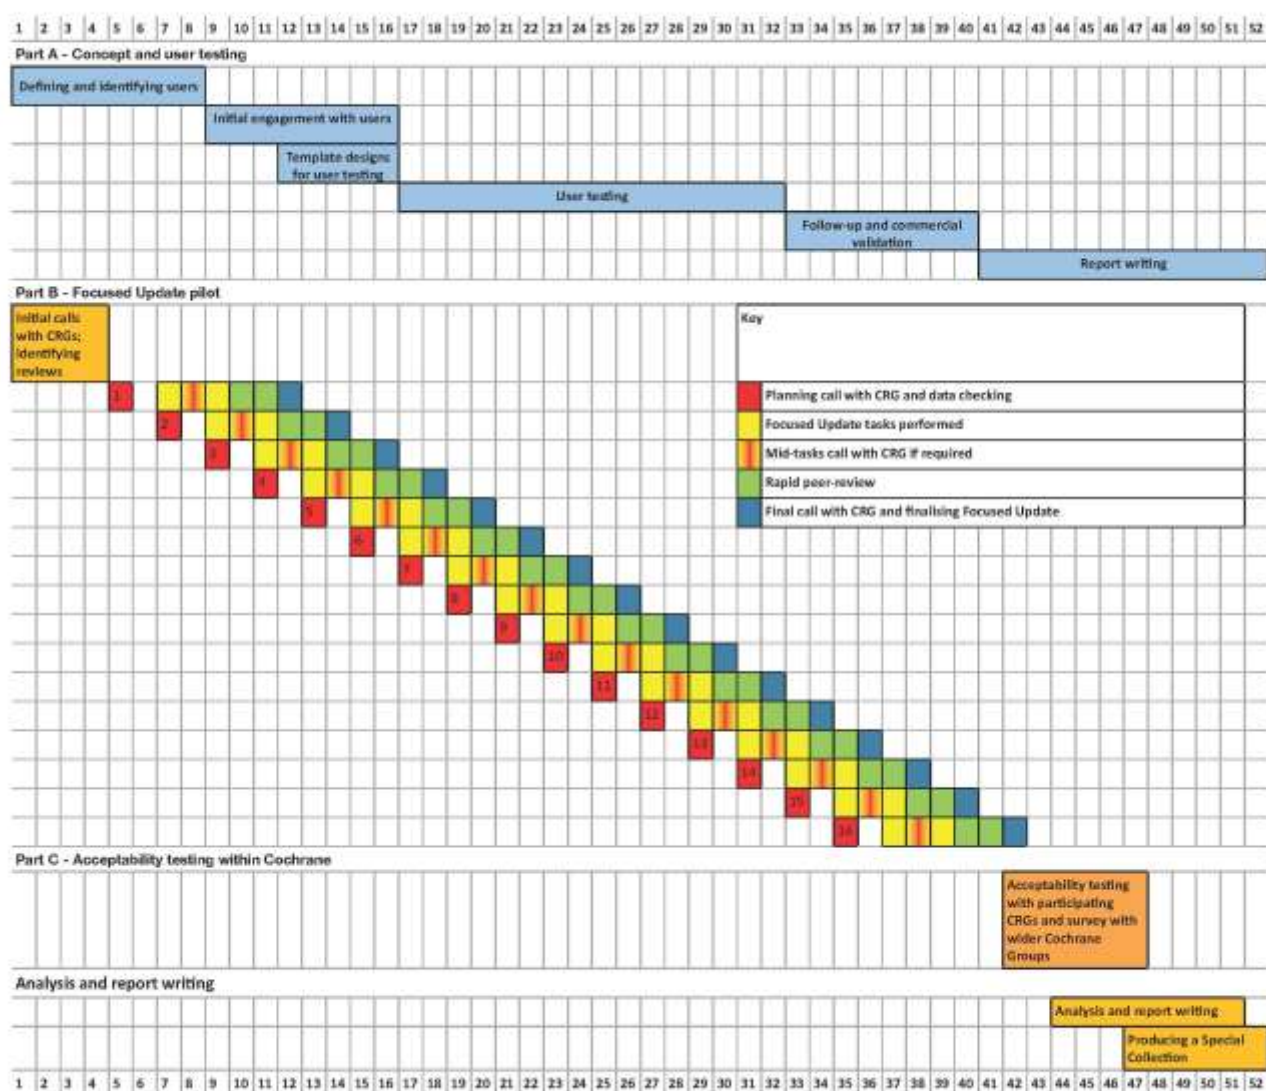 1 2 3 4 5 6 7 8 9 10 11 12 13 14 15 16 17 18 19 20 21 22 23 24 25 26 27 28 29 30 31 32 33 34 35 36 37 38 39 40 41 42 43 44 45 46 47 48 49 50 51 52
Part A - Concept and user testing
Defining and identifying users
Initial engagement with users
Template designs
for user testing
User testing
Follow-up and commercial
validation
Report writing
Part B - Focused Update pilot
Initial calls
with CRGs;
identifying
reviews
Key
1
Planning call with CRG and data checking
2
Focused Update tasks performed
3
Mid-tasks call with CRG if required
4
Rapid peer-review
5
Final call with CRG and finalising Focused Update
6
7
8
9
10
11
12
13
14
15
16
Part C - Acceptability testing within Cochrane
Acceptability testing
with participating
CRGs and survey with
wider Cochrane
Groups
Analysis and report writing
Analysis and report writing
Producing a Special
Collection
1 2 3 4 5 6 7 8 9 10 11 12 13 14 15 16 17 18 19 20 21 22 23 24 25 26 27 28 29 30 31 32 33 34 35 36 37 38 39 40 41 42 43 44 45 46 47 48 49 50 51 52